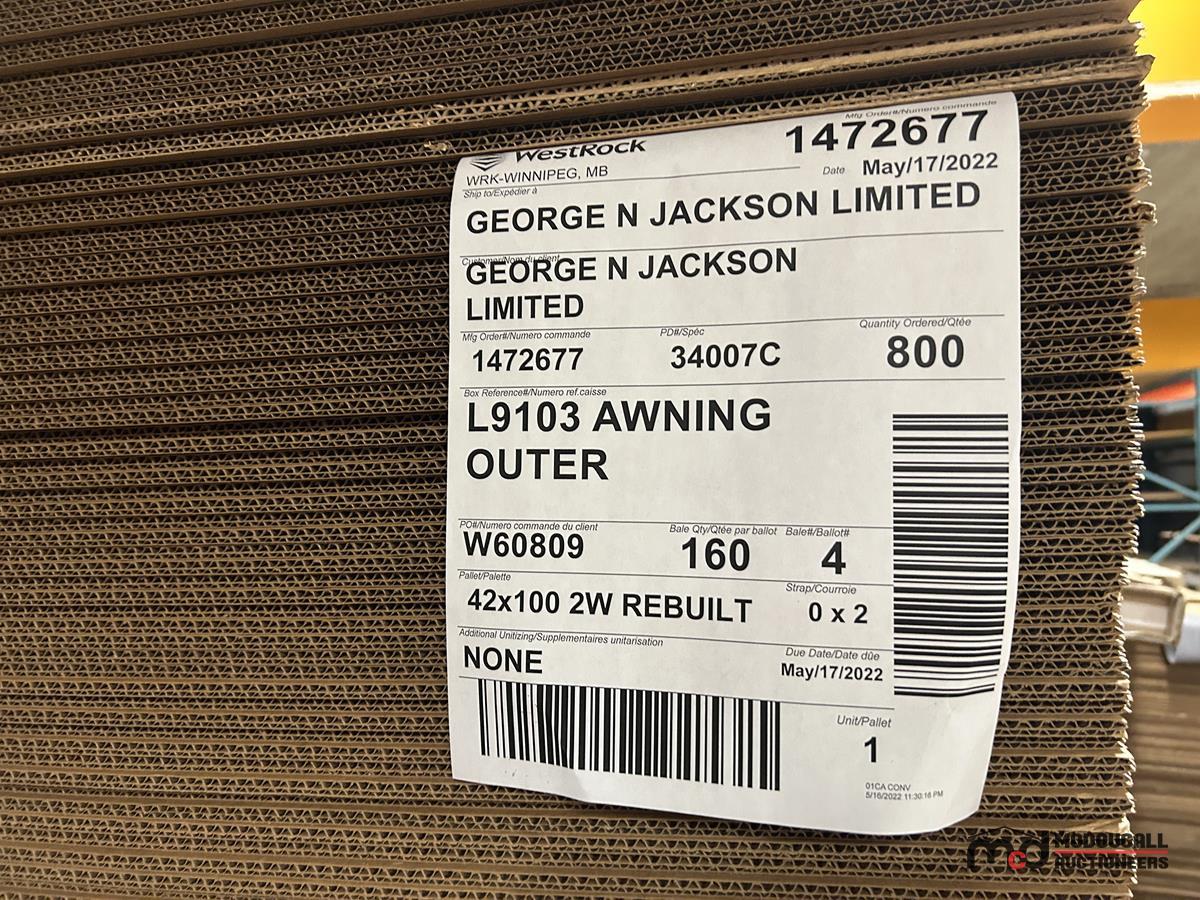 Mfg Order#/Numero commande
WestRock
1472677
WRK-WINNIPEG, MB
Date May/17/2022
Ship to/Expédier à
GEORGE N JACKSON LIMITED
Customer/Nom du client
GEORGE N JACKSON
LIMITED
Mfg Order#/Numero commande PD#/Spéc Quantity Ordered/Qtée
1472677 34007C 800
Box Reference#/Numero ref.caisse
L9103 AWNING
OUTER
PO#/Numero commande du client Bale Qty/Qtée par ballot Bale#/Ballot#
W60809 160 4
Pallet/Palette Strap/Courroie
42x100 2W REBUILT 0 x 2
Additional Unitizing/Supplementaires unitarisation Due Date/Date dûe
NONE May/17/2022
Unit/Pallet
1
01CA CONV
5/16/2022 11:30:16 PM
mcd MCDOUGALL
AUCTIONEERS